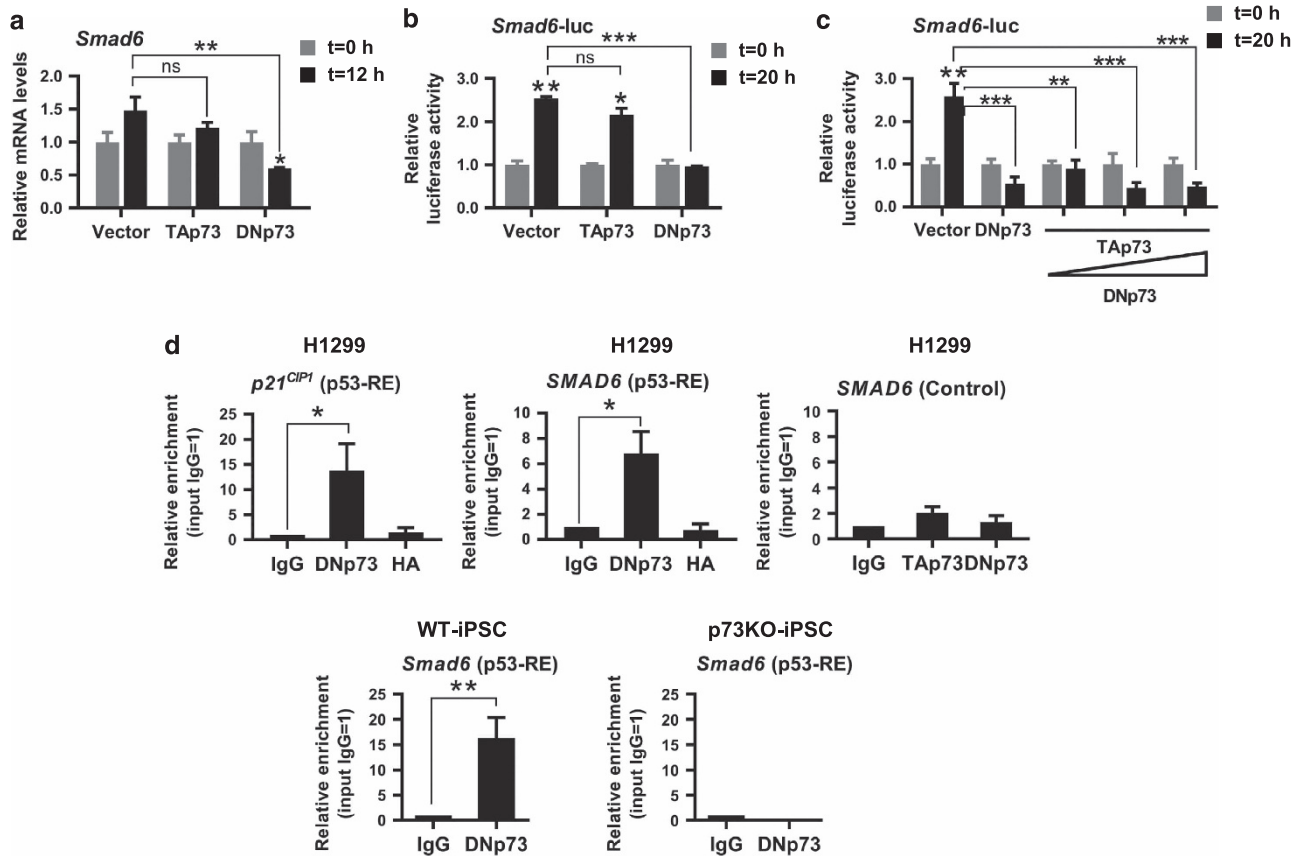 a
Smad6
t=0 h
t=12 h
**
ns
*
Relative mRNA levels
2.0
1.5
1.0
0.5
0.0
Vector TAp73 DNp73
b
Smad6-luc
t=0 h
t=20 h
***
ns
**
*
Relative
luciferase activity
3.0
2.0
1.0
0.0
Vector TAp73 DNp73
c
Smad6-luc
t=0 h
t=20 h
***
***
**
**
***
Relative
luciferase activity
3.0
2.0
1.0
0.0
Vector DNp73
TAp73
DNp73
d
H1299
p21CIP1 (p53-RE)
*
Relative enrichment
(input IgG=1)
25
20
15
10
5
0
IgG DNp73 HA
H1299
SMAD6 (p53-RE)
*
Relative enrichment
(input IgG=1)
10
8
6
4
2
0
IgG DNp73 HA
H1299
SMAD6 (Control)
Relative enrichment
(input IgG=1)
10
8
6
4
2
0
IgG TAp73 DNp73
WT-iPSC
Smad6 (p53-RE)
**
Relative enrichment
(input IgG=1)
25
20
15
10
5
0
IgG DNp73
p73KO-iPSC
Smad6 (p53-RE)
Relative enrichment
(input IgG=1)
25
20
15
10
5
0
IgG DNp73